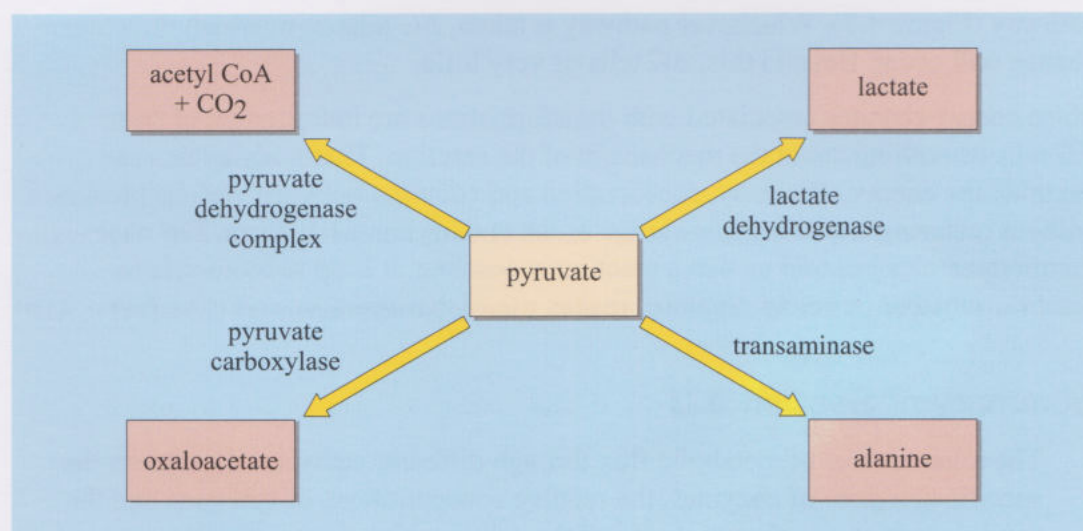 acetyl CoA
+ CO2
lactate
pyruvate
dehydrogenase
complex
lactate
dehydrogenase
pyruvate
pyruvate
carboxylase
transaminase
oxaloacetate
alanine